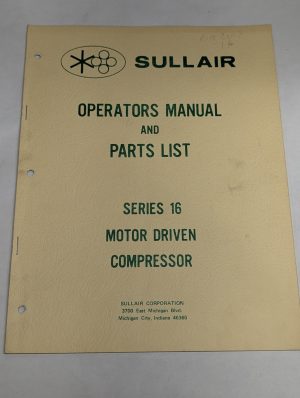 SULLAIR
OPERATORS MANUAL
AND
PARTS LIST
SERIES 16
MOTOR DRIVEN
COMPRESSOR
SULLAIR CORPORATION
3700 East Michigan Blvd.
Michigan City, Indiana 46360